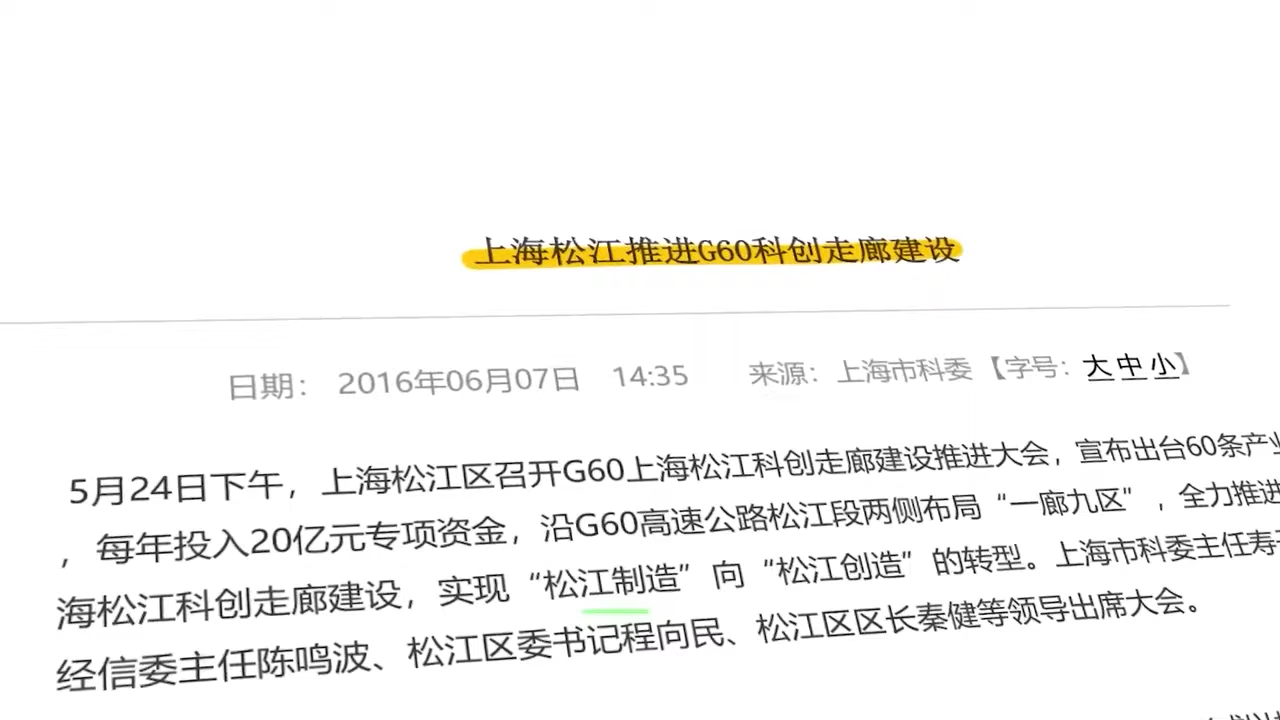 上海松江推进G60科创走廊建设
日期： 2016年06月07日 14:35 来源：上海市科委【字号：大 中 小】
5月24日下午，上海松江区召开G60上海松江科创走廊建设推进大会，宣布出台60条产业
，每年投入20亿元专项资金，沿G60高速公路松江段两侧布局“一廊九区”，全力推进
海松江科创走廊建设，实现“松江制造”向“松江创造”的转型。上海市科委主任寿子
经信委主任陈鸣波、松江区委书记程向民、松江区区长秦健等领导出席大会。